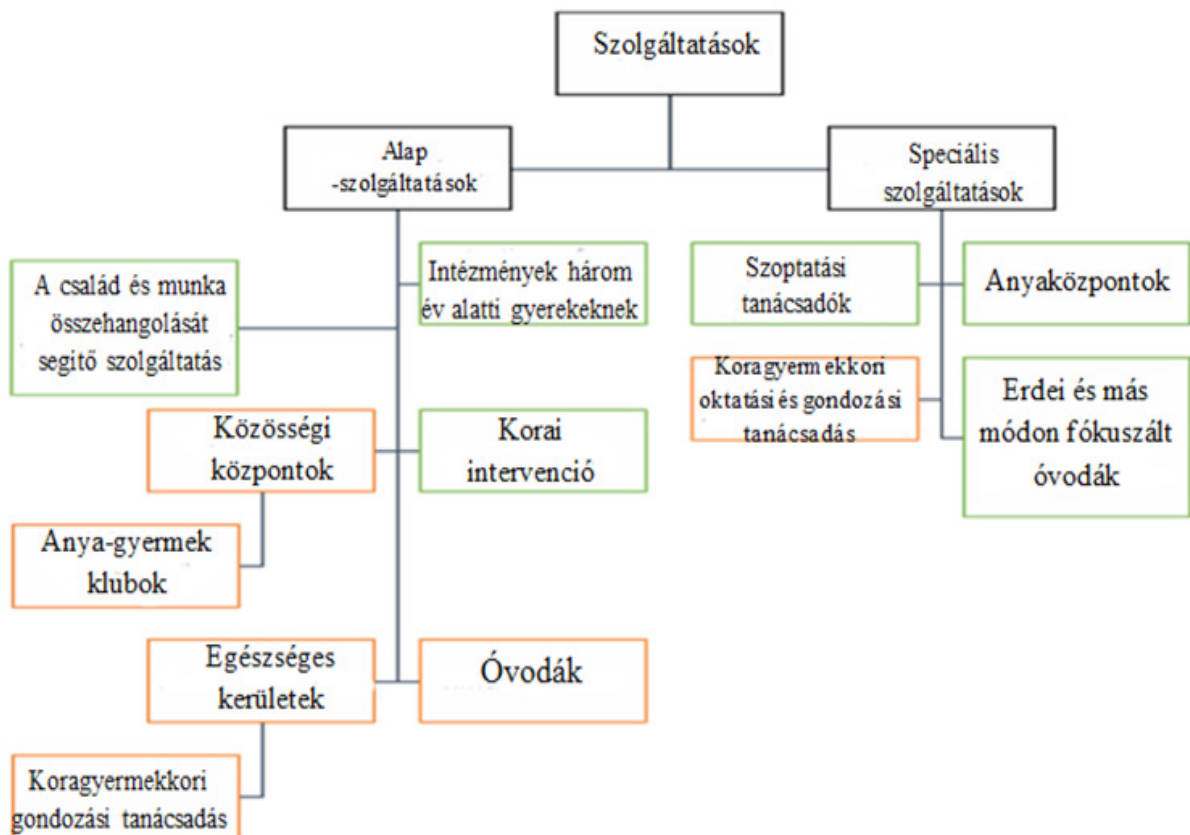 Szolgáltatások
Alap
-szolgáltatások
Speciális
szolgáltatások
A család és munka
összehangolását
segitő szolgáltatás
Intézmények három
év alatti gyerekeknek
Szoptatási
tanácsadók
Anyaközpontok
Közösségi
központok
Korai
intervenció
Koragyermekkori
oktatási és gondozási
tanácsadás
Erdei és más
módon fókuszált
óvodák
Anya-gyermek
klubok
Egészséges
kerületek
Óvodák
Koragyermekkori
gondozási tanácsadás